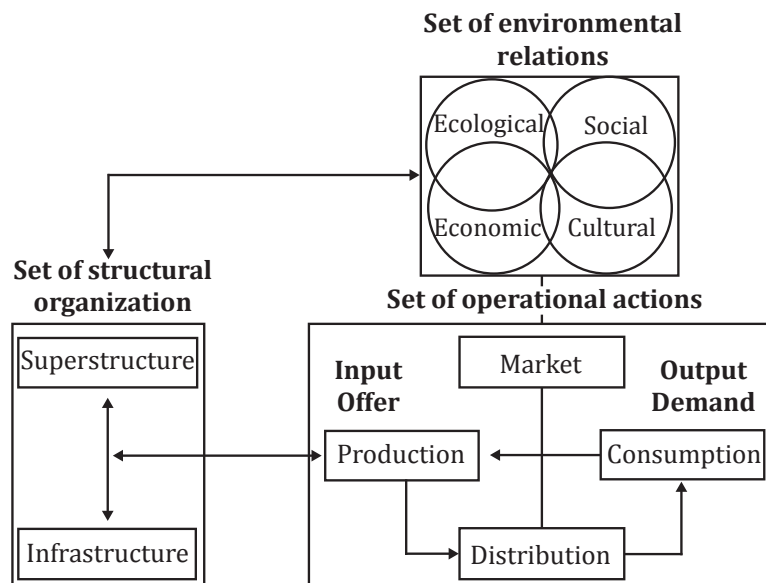 Set of environmental
relations
Ecological
Social
Economic
Cultural
Set of structural
organization
Set of operational actions
Superstructure
Market
Input
Offer
Output
Demand
Production
Consumption
Infrastructure
Distribution